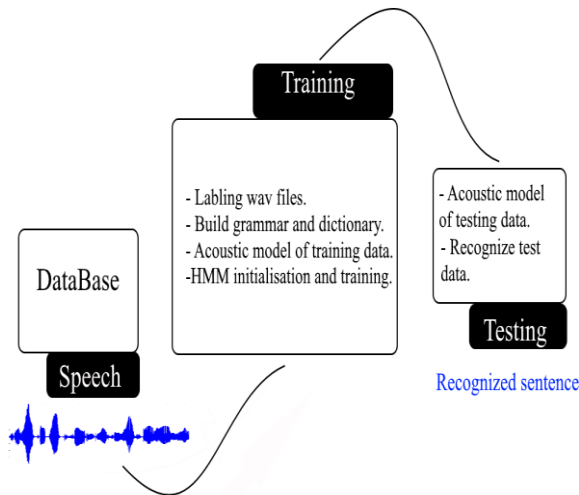 DataBase
Speech
Training
- Labling wav files.
- Build grammar and dictionary.
- Acoustic model of training data.
-HMM initialisation and training.
- Acoustic model
of testing data.
- Recognize test
data.
Testing
Recognized sentence